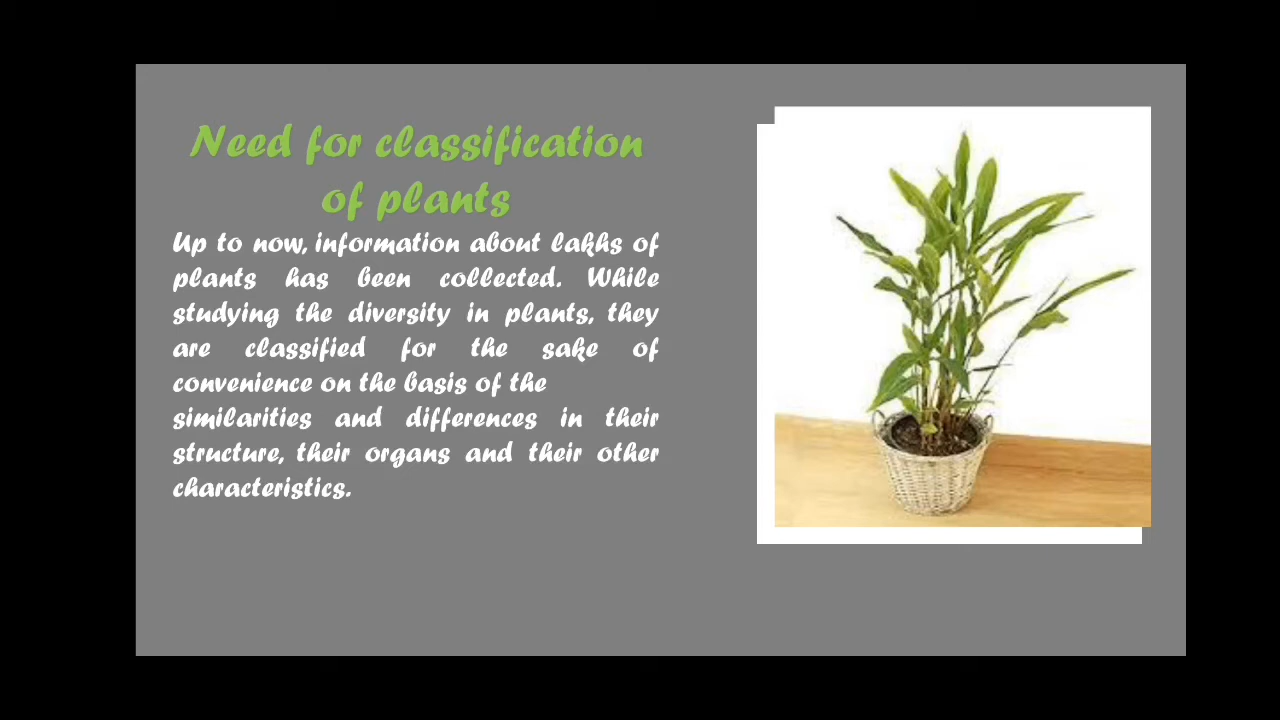 Need for classification
of plants
Up to now, information about lakhs of
plants has been collected. While
studying the diversity in plants, they
are classified for the sake of
convenience on the basis of the
similarities and differences in their
structure, their organs and their other
characteristics.